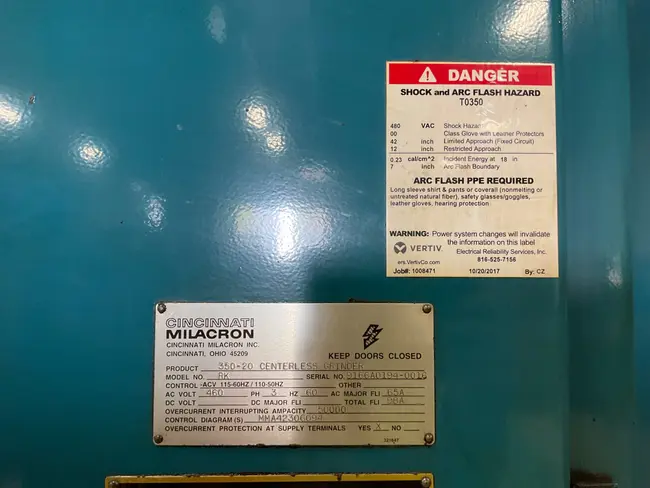 DANGER
SHOCK and ARC FLASH HAZARD
T0350
480 VAC Shock Hazard
00 Class Glove with Leather Protectors
42 inch Limited Approach (Fixed Circuit)
12 inch Restricted Approach
0.23 cal/cm^2 Incident Energy at 18 in
7 inch Arc Flash Boundary
ARC FLASH PPE REQUIRED
Long sleeve shirt & pants or coverall (nonmelting or
untreated natural fiber), safety glasses/goggles,
leather gloves, hearing protection
WARNING: Power system changes will invalidate
the information on this label
VERTIV. Electrical Reliability Services, Inc.
ers.VertivCo.com 816-525-7156
Job#: 1008471 10/20/2017 By: CZ
CINCINNATI
MILACRON
CINCINNATI MILACRON INC.
CINCINNATI, OHIO 45209
KEEP DOORS CLOSED
PRODUCT 350-20 CENTERLESS GRINDER
MODEL RK SERIAL NO.
CONTROL-ACV 115-60HZ/110-50HZ OTHER
AC VOLT 460 PH 3 HZ 60 AC MAJOR FLI 65A
DC VOLT DC MAJOR FLI TOTAL FLI
OVERCURRENT INTERRUPTING AMPACITY 50000
CONTROL DIAGRAM(S)
OVERCURRENT PROTECTION AT SUPPLY TERMINALS YES X NO